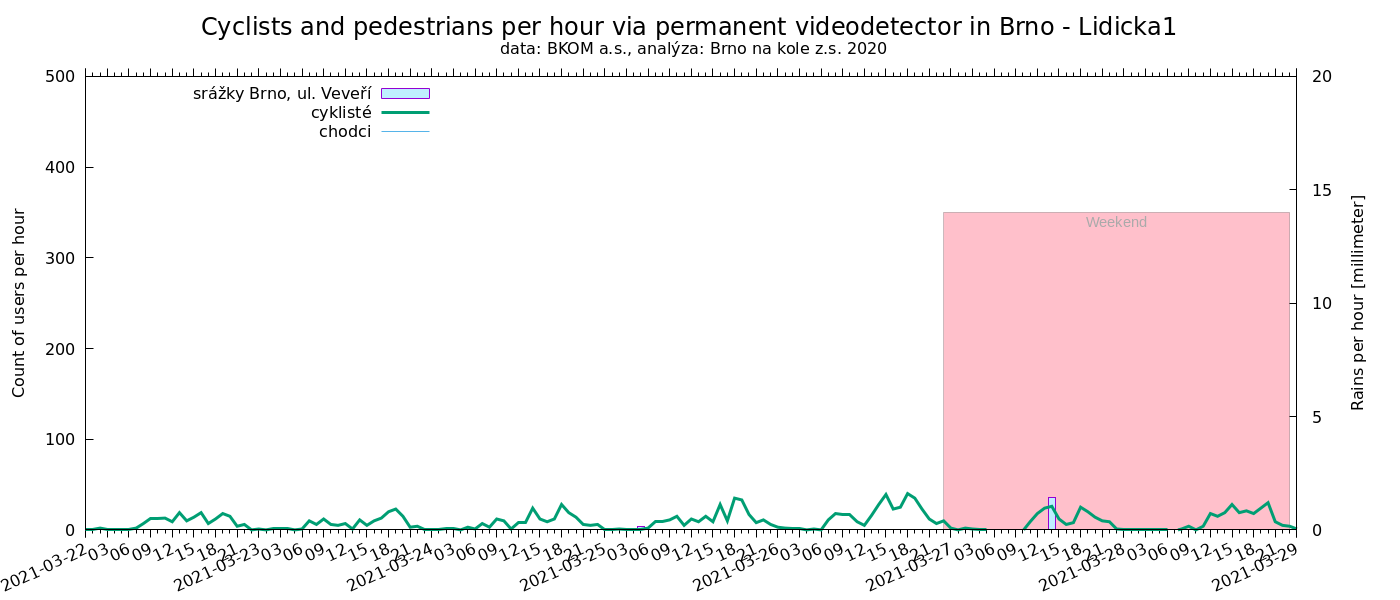 Cyclists and pedestrians per hour via permanent videodetector in Brno - Lidicka1
data: BKOM a.s., analýza: Brno na kole z.s. 2020
500
400
300
200
100
0
Count of users per hour
srážky Brno, ul. Veveří
cyklisté
chodci
Weekend
20
15
10
5
0
Rains per hour [millimeter]
2021-03-22 03 06 09 12 15 18 21 2021-03-23 03 06 09 12 15 18 21 2021-03-24 03 06 09 12 15 18 21 2021-03-25 03 06 09 12 15 18 21 2021-03-26 03 06 09 12 15 18 21 2021-03-27 03 06 09 12 15 18 21 2021-03-28 03 06 09 12 15 18 21 2021-03-29